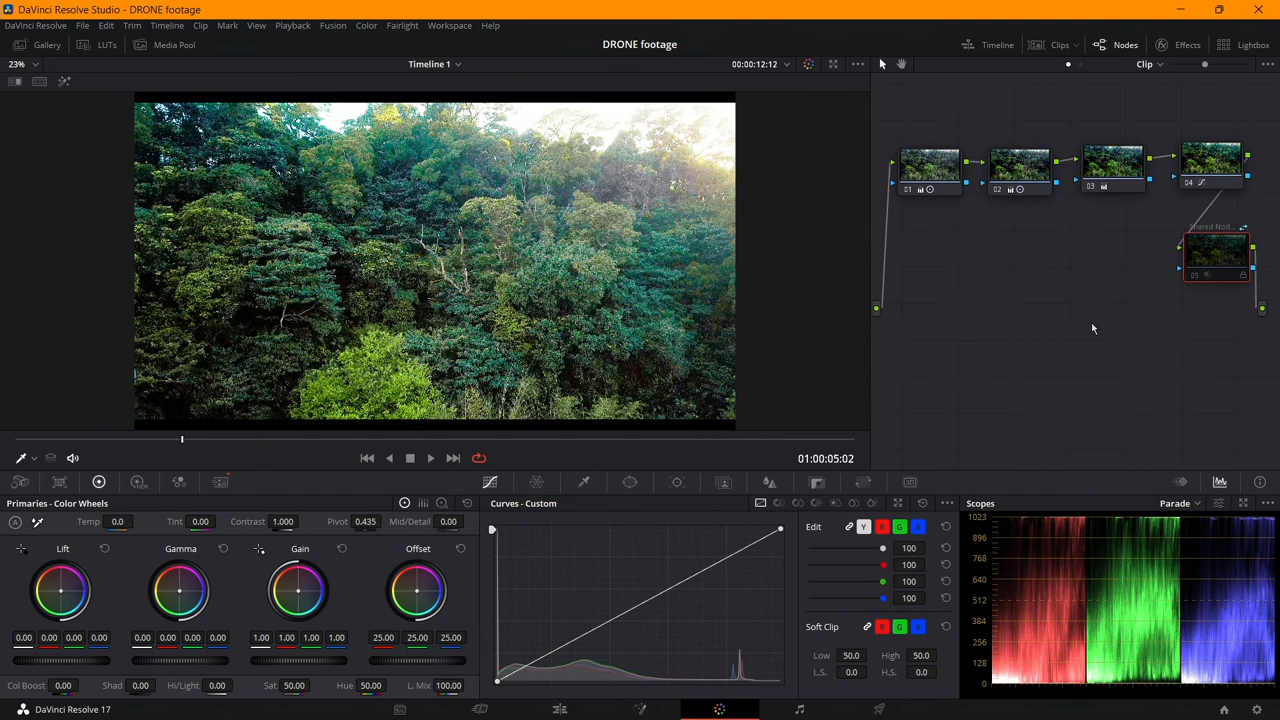 DaVinci Resolve Studio - DRONE footage
DaVinci Resolve File Edit Trim Timeline Clip Mark View Playback Fusion Color Fairlight Workspace Help
Gallery LUTs Media Pool DRONE footage Timeline Clips Nodes Effects Lightbox
23% Timeline 1 00:00:12:12 Clip
01 02 03 04
Shared Nod...
05
01:00:05:02
Primaries - Color Wheels Curves - Custom Scopes Parade
Temp 0.0 Tint 0.00 Contrast 1.000 Pivot 0.435 Mid/Detail 0.00
Lift Gamma Gain Offset
0.00 0.00 0.00 0.00 0.00 0.00 0.00 0.00 1.00 1.00 1.00 1.00 25.00 25.00 25.00
Col Boost 0.00 Shad 0.00 Hi/Light 0.00 Sat 50.00 Hue 50.00 L. Mix 100.00
Edit Y R G B
100
100
100
100
Soft Clip R G B
Low 50.0 High 50.0
L.S. 0.0 H.S. 0.0
1023
896
768
640
512
384
256
128
0
DaVinci Resolve 17